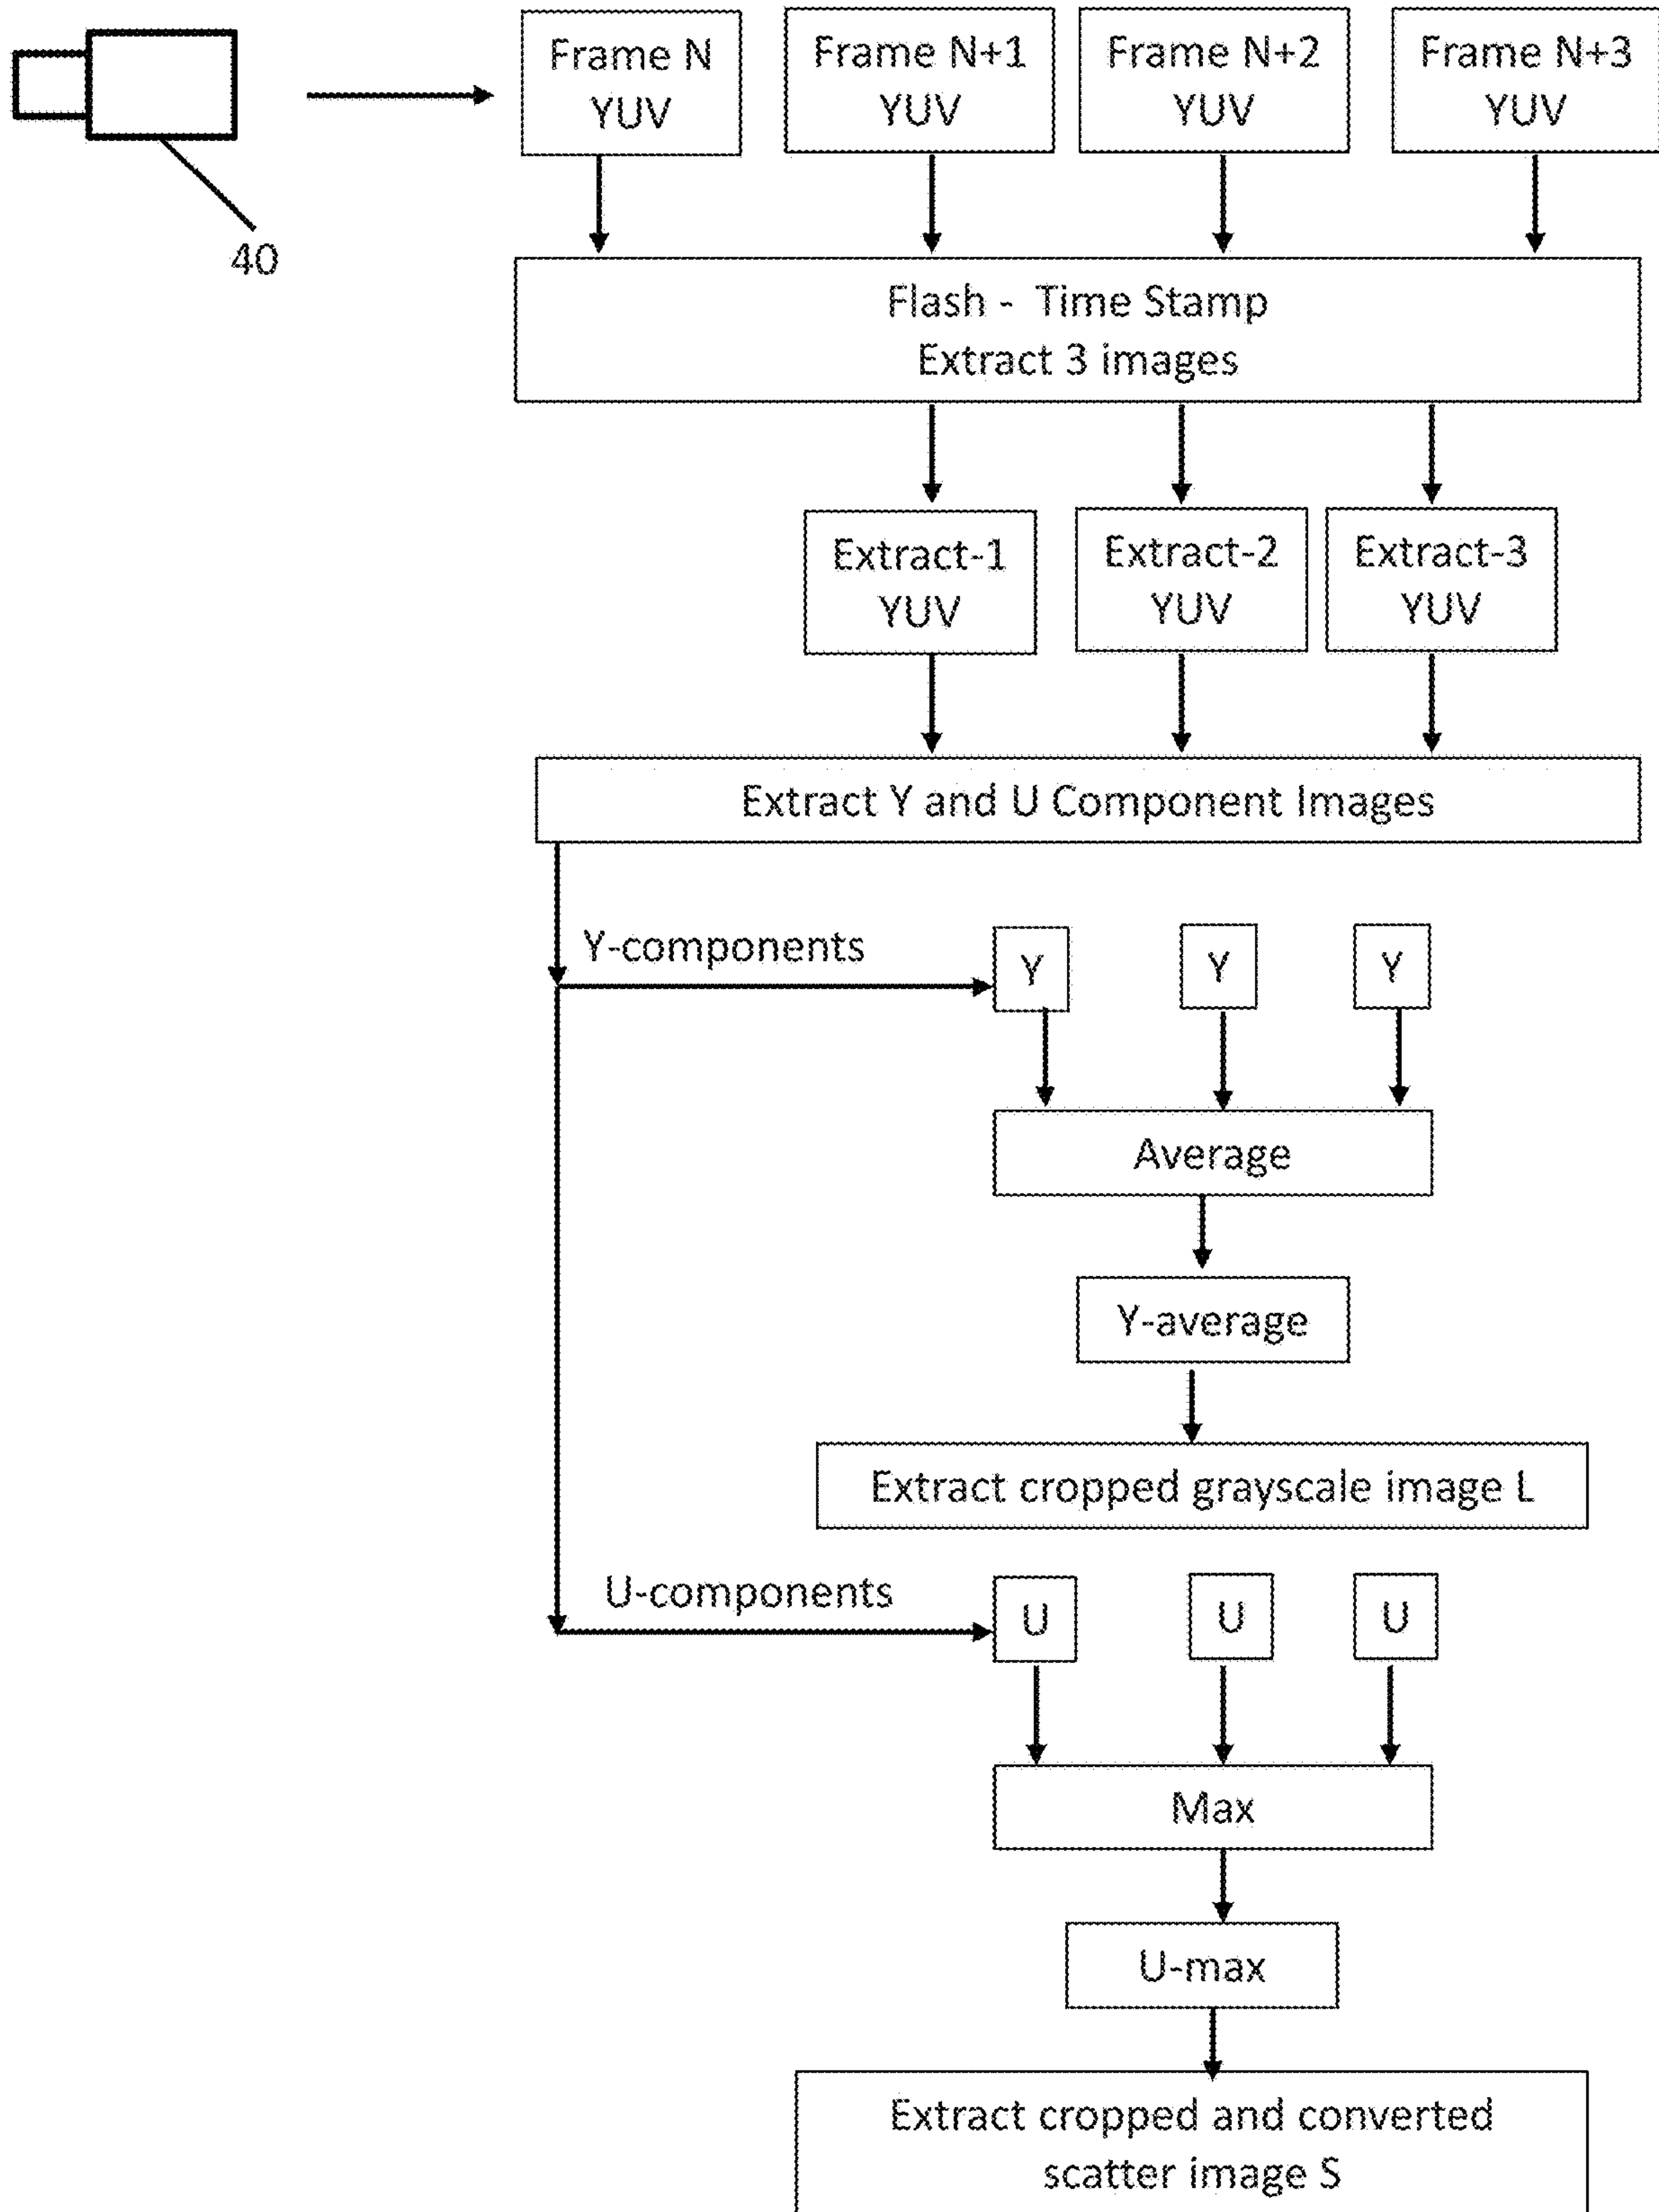 Frame N
YUV
Frame N+1
YUV
Frame N+2
YUV
Frame N+3
YUV
40
Flash - Time Stamp
Extract 3 images
Extract-1
YUV
Extract-2
YUV
Extract-3
YUV
Extract Y and U Component Images
Y-components
Y
Y
Y
Average
Y-average
Extract cropped grayscale image L
U-components
U
U
U
Max
U-max
Extract cropped and converted
scatter image S